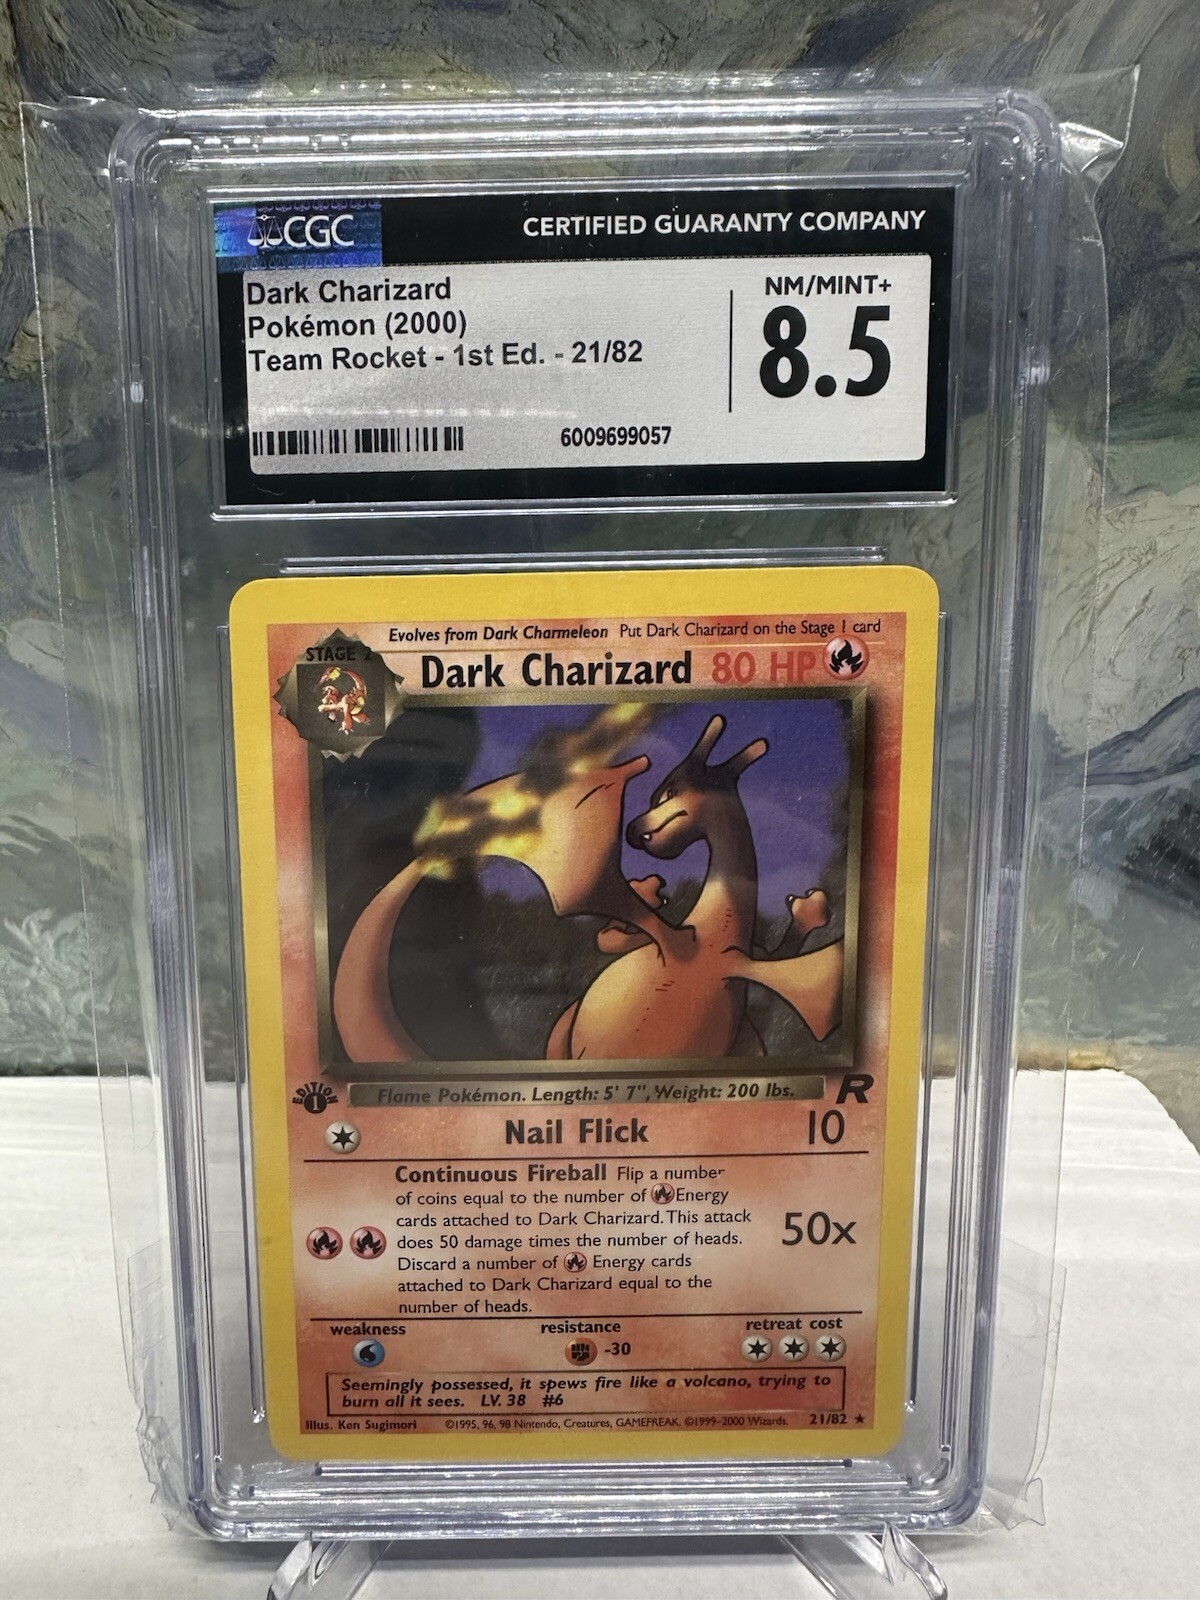 CGC
CERTIFIED GUARANTY COMPANY
Dark Charizard
Pokémon (2000)
Team Rocket - 1st Ed. - 21/82
NM/MINT+
8.5
6009699057
Evolves from Dark Charmeleon Put Dark Charizard on the Stage 1 card
STAGE 2
Dark Charizard 80 HP
EDITION
1
Flame Pokémon. Length: 5' 7", Weight: 200 lbs.
R
Nail Flick 10
Continuous Fireball Flip a number
of coins equal to the number of Energy
cards attached to Dark Charizard. This attack
does 50 damage times the number of heads.
Discard a number of Energy cards
attached to Dark Charizard equal to the
number of heads.
50x
weakness resistance retreat cost
-30
Seemingly possessed, it spews fire like a volcano, trying to
burn all it sees. LV. 38 #6
Illus. Ken Sugimori ©1995, 96, 98 Nintendo, Creatures, GAMEFREAK. ©1999-2000 Wizards. 21/82 ★